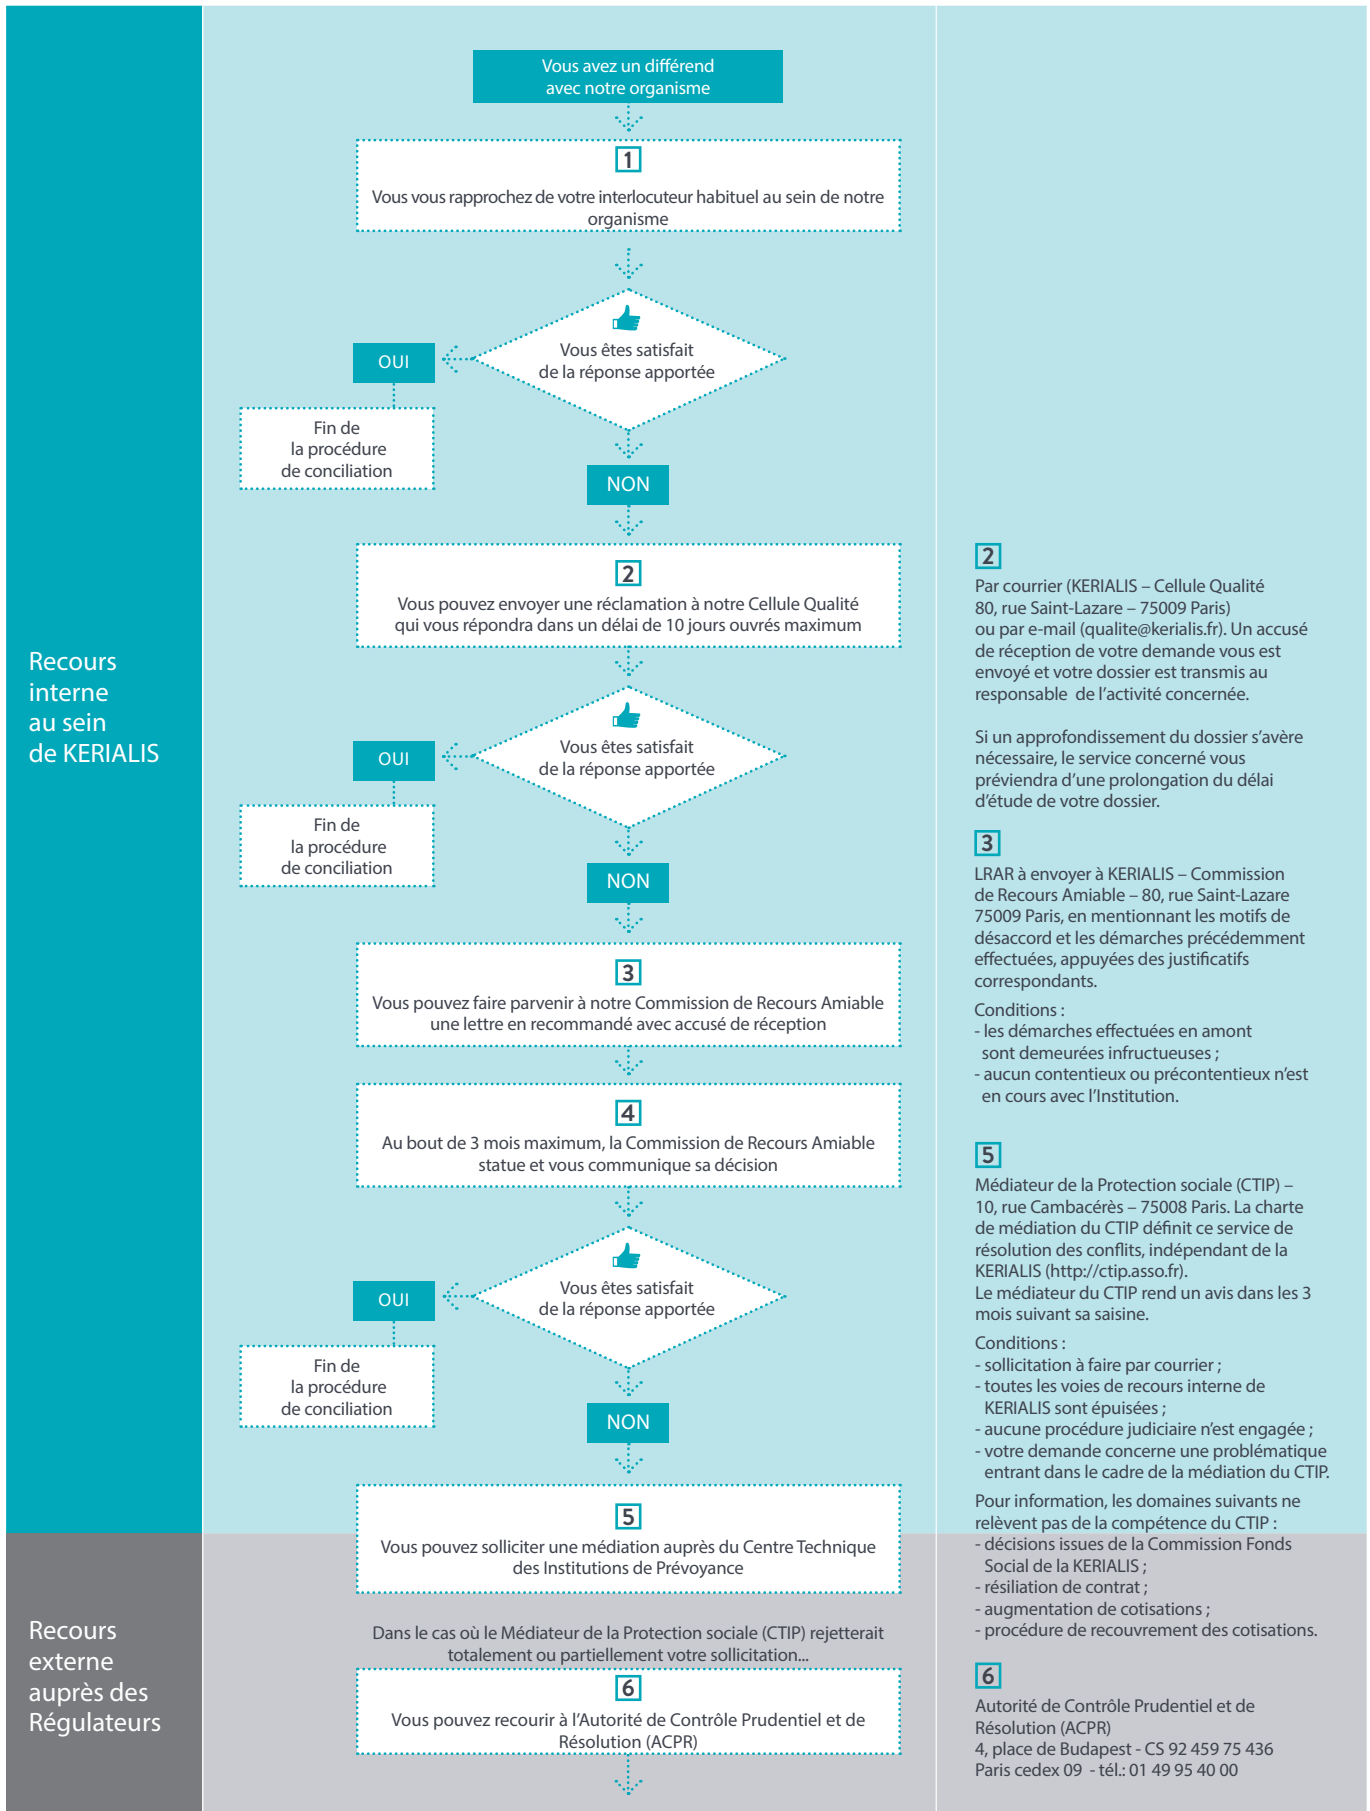 Vous avez un différend
avec notre organisme
1
Vous vous rapprochez de votre interlocuteur habituel au sein de notre
organisme
Vous êtes satisfait
de la réponse apportée
OUI
Fin de
la procédure
de conciliation
NON
2
Vous pouvez envoyer une réclamation à notre Cellule Qualité
qui vous répondra dans un délai de 10 jours ouvrés maximum
Vous êtes satisfait
de la réponse apportée
OUI
Fin de
la procédure
de conciliation
NON
3
Vous pouvez faire parvenir à notre Commission de Recours Amiable
une lettre en recommandé avec accusé de réception
4
Au bout de 3 mois maximum, la Commission de Recours Amiable
statue et vous communique sa décision
Vous êtes satisfait
de la réponse apportée
OUI
Fin de
la procédure
de conciliation
NON
5
Vous pouvez solliciter une médiation auprès du Centre Technique
des Institutions de Prévoyance
Dans le cas où le Médiateur de la Protection sociale (CTIP) rejetterait
totalement ou partiellement votre sollicitation...
6
Vous pouvez recourir à l'Autorité de Contrôle Prudentiel et de
Résolution (ACPR)
Recours
interne
au sein
de KERIALIS
Recours
externe
auprès des
Régulateurs
2
Par courrier (KERIALIS – Cellule Qualité
80, rue Saint-Lazare – 75009 Paris)
ou par e-mail (qualite@kerialis.fr). Un accusé
de réception de votre demande vous est
envoyé et votre dossier est transmis au
responsable de l'activité concernée.
Si un approfondissement du dossier s'avère
nécessaire, le service concerné vous
préviendra d'une prolongation du délai
d'étude de votre dossier.
3
LRAR à envoyer à KERIALIS – Commission
de Recours Amiable – 80, rue Saint-Lazare
75009 Paris, en mentionnant les motifs de
désaccord et les démarches précédemment
effectuées, appuyées des justificatifs
correspondants.
Conditions :
- les démarches effectuées en amont
sont demeurées infructueuses ;
- aucun contentieux ou précontentieux n'est
en cours avec l'Institution.
5
Médiateur de la Protection sociale (CTIP) –
10, rue Cambacérès – 75008 Paris. La charte
de médiation du CTIP définit ce service de
résolution des conflits, indépendant de la
KERIALIS (http://ctip.asso.fr).
Le médiateur du CTIP rend un avis dans les 3
mois suivant sa saisine.
Conditions :
- sollicitation à faire par courrier ;
- toutes les voies de recours interne de
KERIALIS sont épuisées ;
- aucune procédure judiciaire n'est engagée ;
- votre demande concerne une problématique
entrant dans le cadre de la médiation du CTIP.
Pour information, les domaines suivants ne
relèvent pas de la compétence du CTIP :
- décisions issues de la Commission Fonds
Social de la KERIALIS ;
- résiliation de contrat ;
- augmentation de cotisations ;
- procédure de recouvrement des cotisations.
6
Autorité de Contrôle Prudentiel et de
Résolution (ACPR)
4, place de Budapest - CS 92 459 75 436
Paris cedex 09 - tél.: 01 49 95 40 00